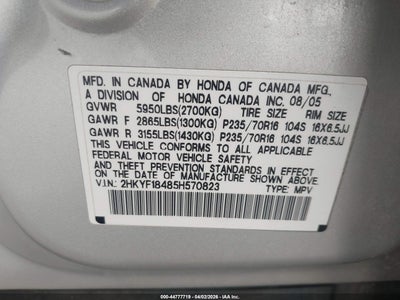 MFD. IN CANADA BY HONDA OF CANADA MFG.,
A DIVISION OF HONDA CANADA INC. 08/05
GVWR 5950LBS(2700KG) TIRE SIZE RIM SIZE
GAWR F 2865LBS(1300KG) P235/70R16 104S 16X6.5JJ
GAWR R 3155LBS(1430KG) P235/70R16 104S 16X6.5JJ
THIS VEHICLE CONFORMS TO ALL APPLICABLE
FEDERAL MOTOR VEHICLE SAFETY AND
THEFT PREVENTION STANDARDS IN EFFECT
ON THE DATE OF MANUFACTURE SHOWN ABOVE.
V.I.N.: 2HKYF18485H570823 TYPE: MPV
000-44777718 - 04/02/2026 - IAA, Inc.